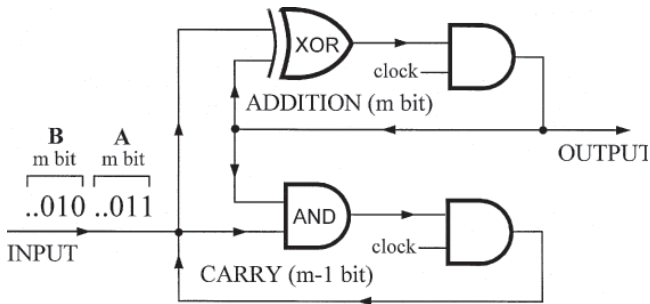 XOR
clock
ADDITION (m bit)
B A
m bit m bit
OUTPUT
..010 ..011
AND
INPUT
clock
CARRY (m-1 bit)